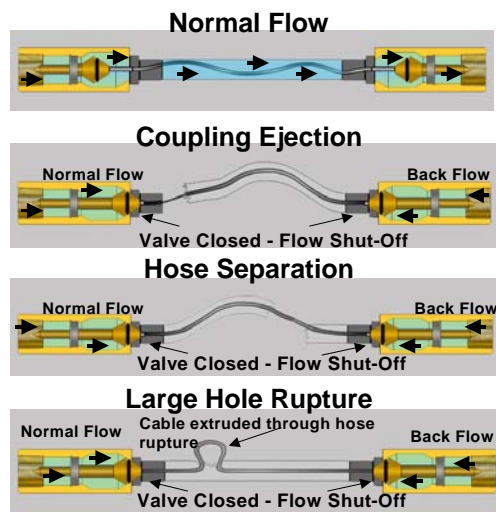 Normal Flow
Coupling Ejection
Normal Flow
Back Flow
Valve Closed - Flow Shut-Off
Hose Separation
Normal Flow
Back Flow
Valve Closed - Flow Shut-Off
Large Hole Rupture
Cable extruded through hose
rupture
Normal Flow
Back Flow
Valve Closed - Flow Shut-Off